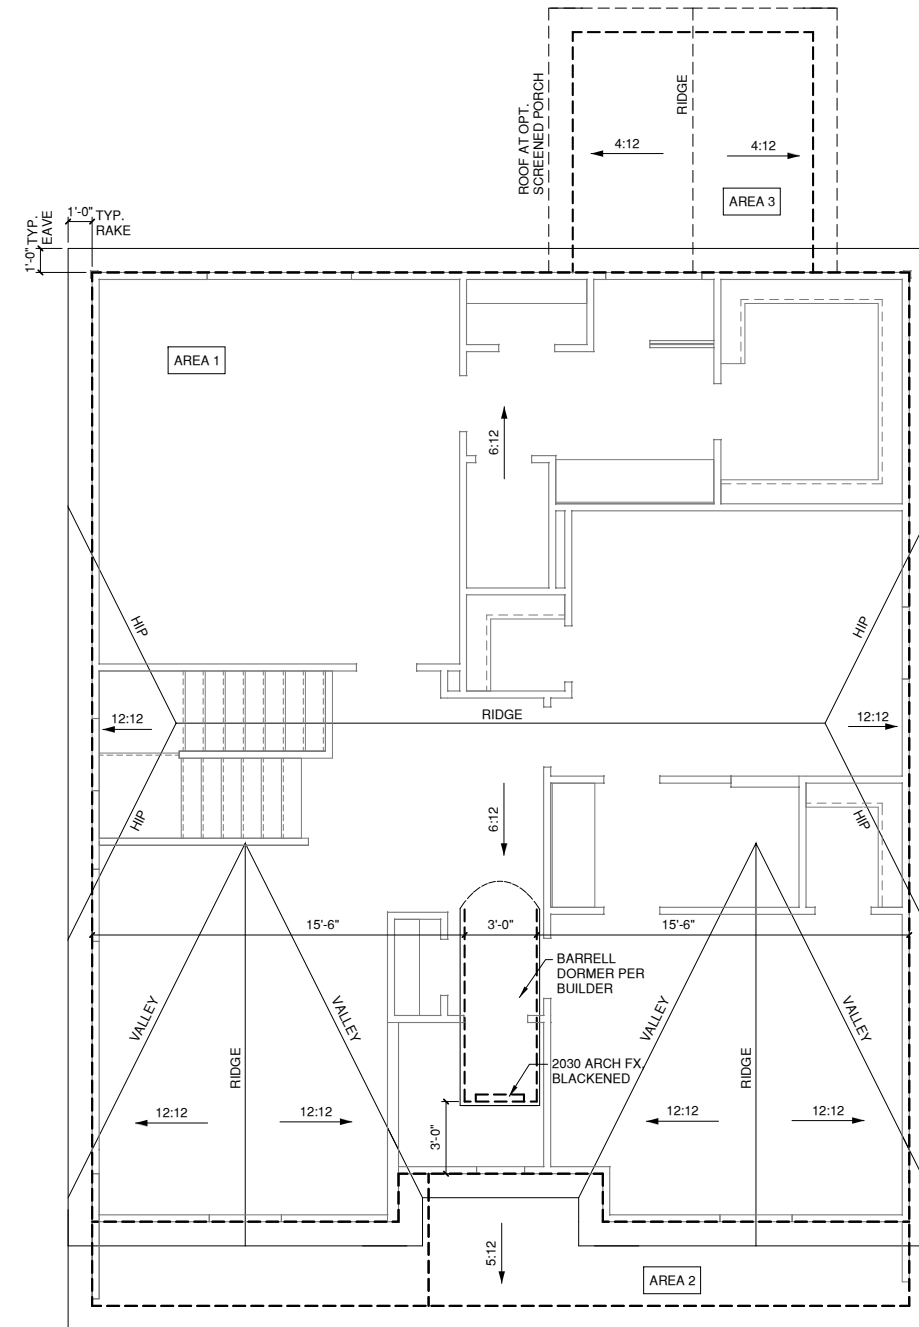 ROOF AT OPT.
SCREENED PORCH
RIDGE
4:12
4:12
AREA 3
1'-0" TYP.
RAKE
1'-0" TYP.
EAVE
AREA 1
6:12
HIP
HIP
12:12
RIDGE
12:12
HIP
6:12
HIP
15'-6"
3'-0"
15'-6"
BARRELL
DORMER PER
BUILDER
VALLEY
VALLEY
VALLEY
VALLEY
RIDGE
RIDGE
2030 ARCH FX.
BLACKENED
12:12
12:12
12:12
12:12
3'-0"
5:12
AREA 2